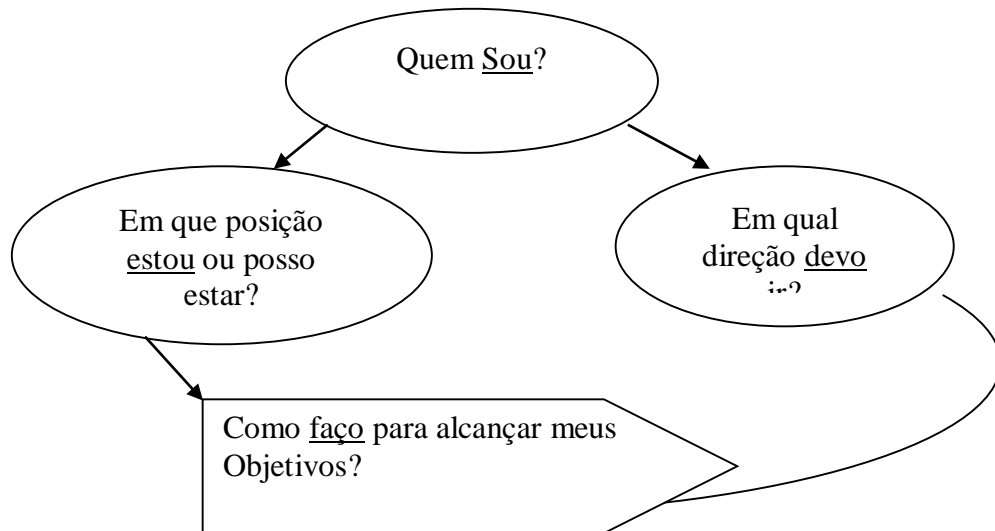 Quem Sou?
Em que posição
estou ou posso
estar?
Em qual
direção devo
ir?
Como faço para alcançar meus
Objetivos?